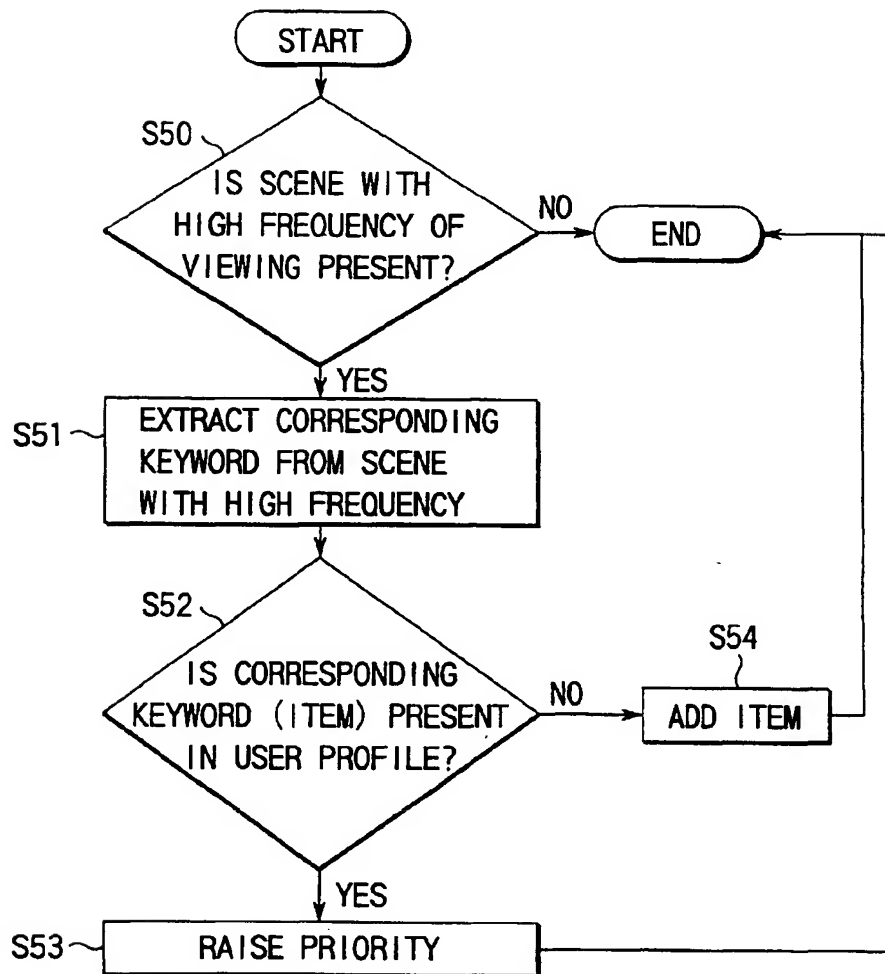 START
S50
IS SCENE WITH
HIGH FREQUENCY OF
VIEWING PRESENT?
NO
END
YES
S51
EXTRACT CORRESPONDING
KEYWORD FROM SCENE
WITH HIGH FREQUENCY
S52
IS CORRESPONDING
KEYWORD (ITEM) PRESENT
IN USER PROFILE?
NO
S54
ADD ITEM
YES
S53
RAISE PRIORITY